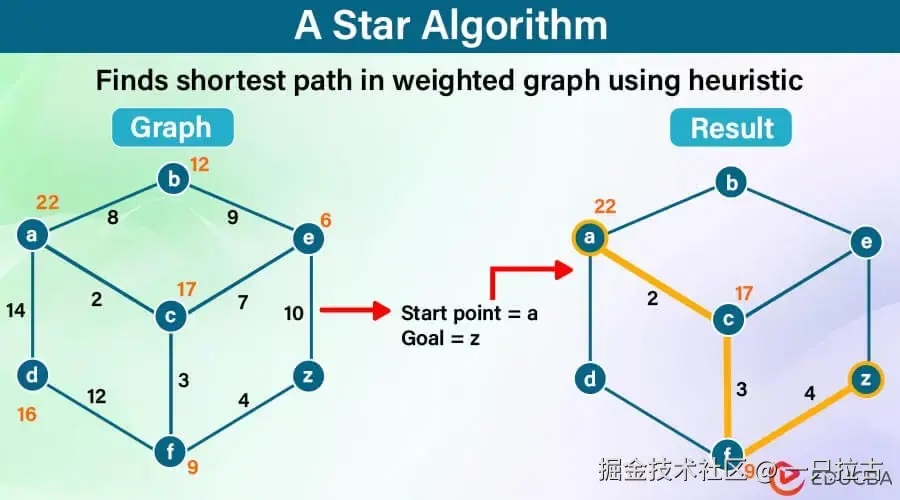 A Star Algorithm
Finds shortest path in weighted graph using heuristic
Graph
Result
12
b
22
8
9
6
a
e
2
17
7
14
c
10
d
3
z
12
4
16
f
9
Start point = a
Goal = z
b
22
a
e
2
17
c
d
3
4
z
f
9
掘金技术社区 @ 一只拉古
EDUCBA